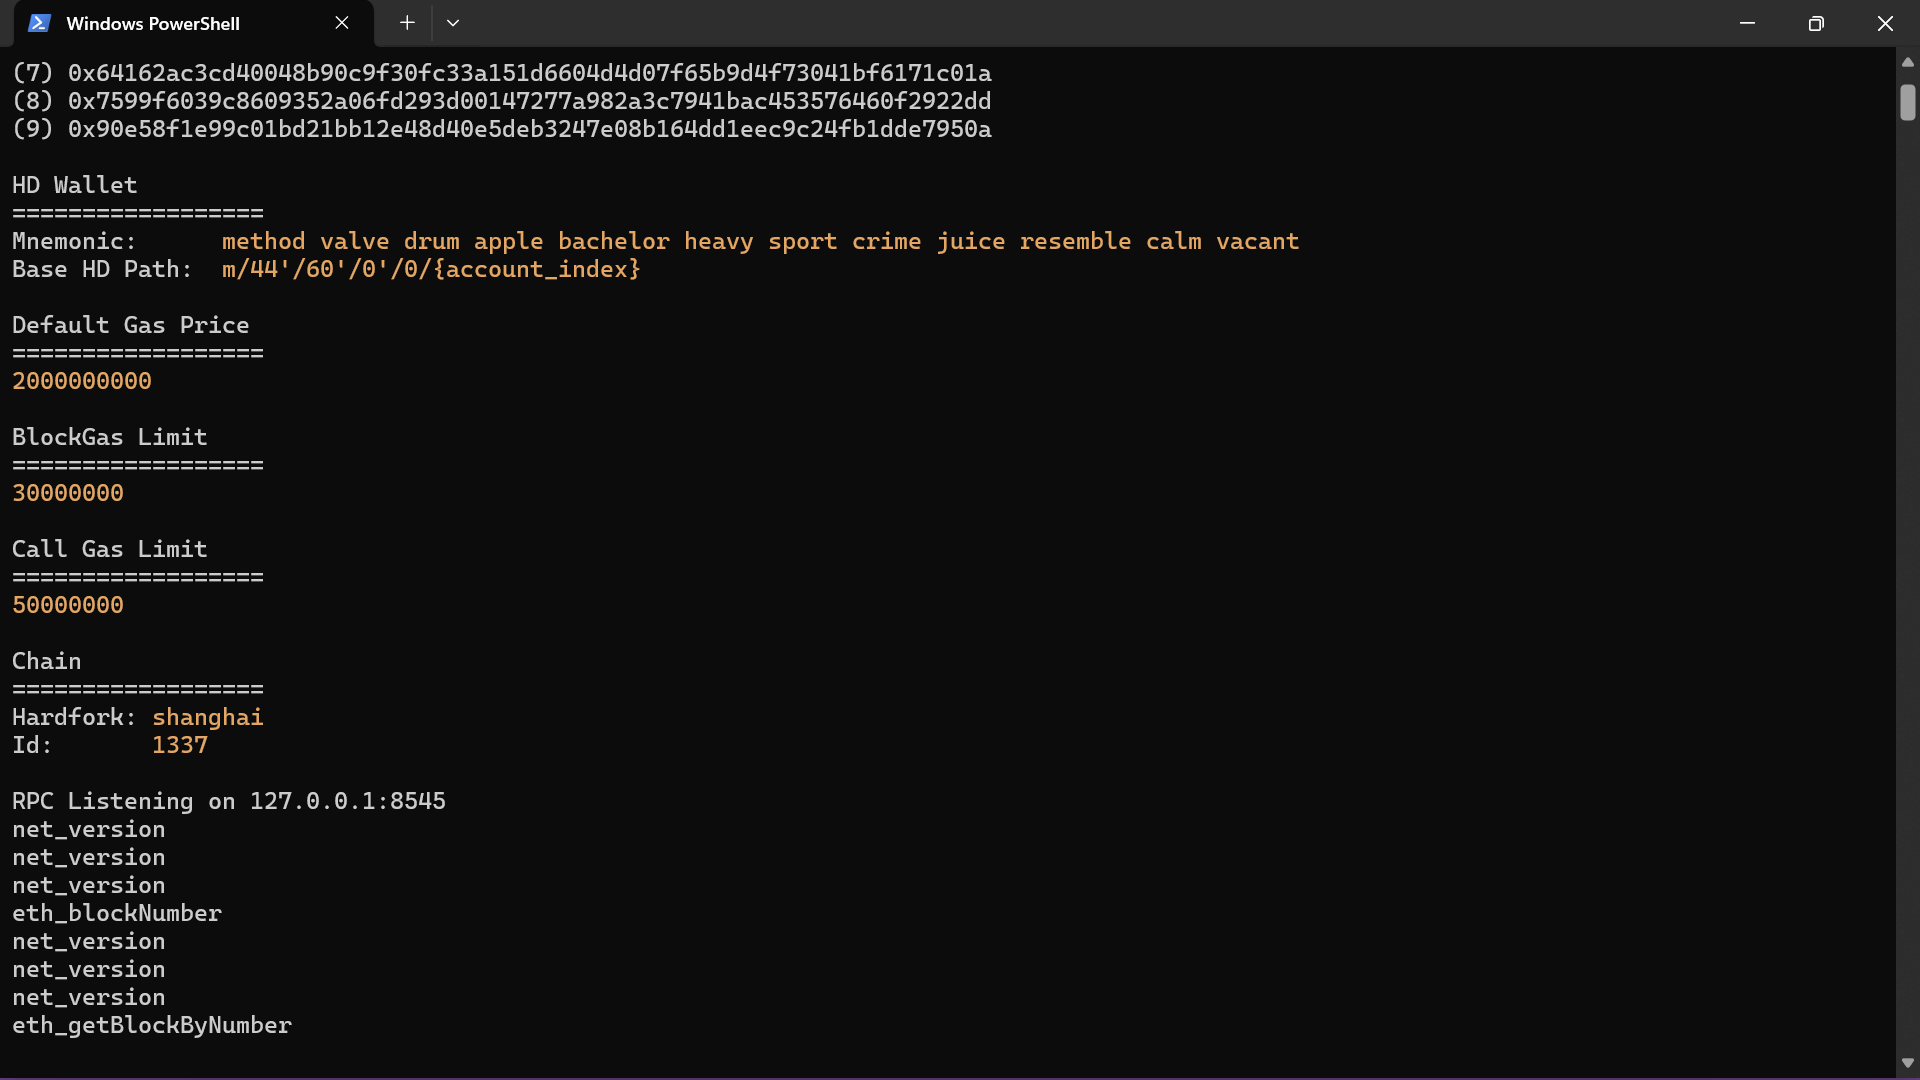 Windows PowerShell
(7) 0x64162ac3cd40048b90c9f30fc33a151d6604d4d07f65b9d4f73041bf6171c01a
(8) 0x7599f6039c8609352a06fd293d00147277a982a3c7941bac453576460f2922dd
(9) 0x90e58f1e99c01bd21bb12e48d40e5deb3247e08b164dd1eec9c24fb1dde7950a
HD Wallet
==================
Mnemonic:      method valve drum apple bachelor heavy sport crime juice resemble calm vacant
Base HD Path:  m/44'/60'/0'/0/{account_index}
Default Gas Price
==================
2000000000
BlockGas Limit
==================
30000000
Call Gas Limit
==================
50000000
Chain
==================
Hardfork: shanghai
Id:       1337
RPC Listening on 127.0.0.1:8545
net_version
net_version
net_version
eth_blockNumber
net_version
net_version
net_version
eth_getBlockByNumber